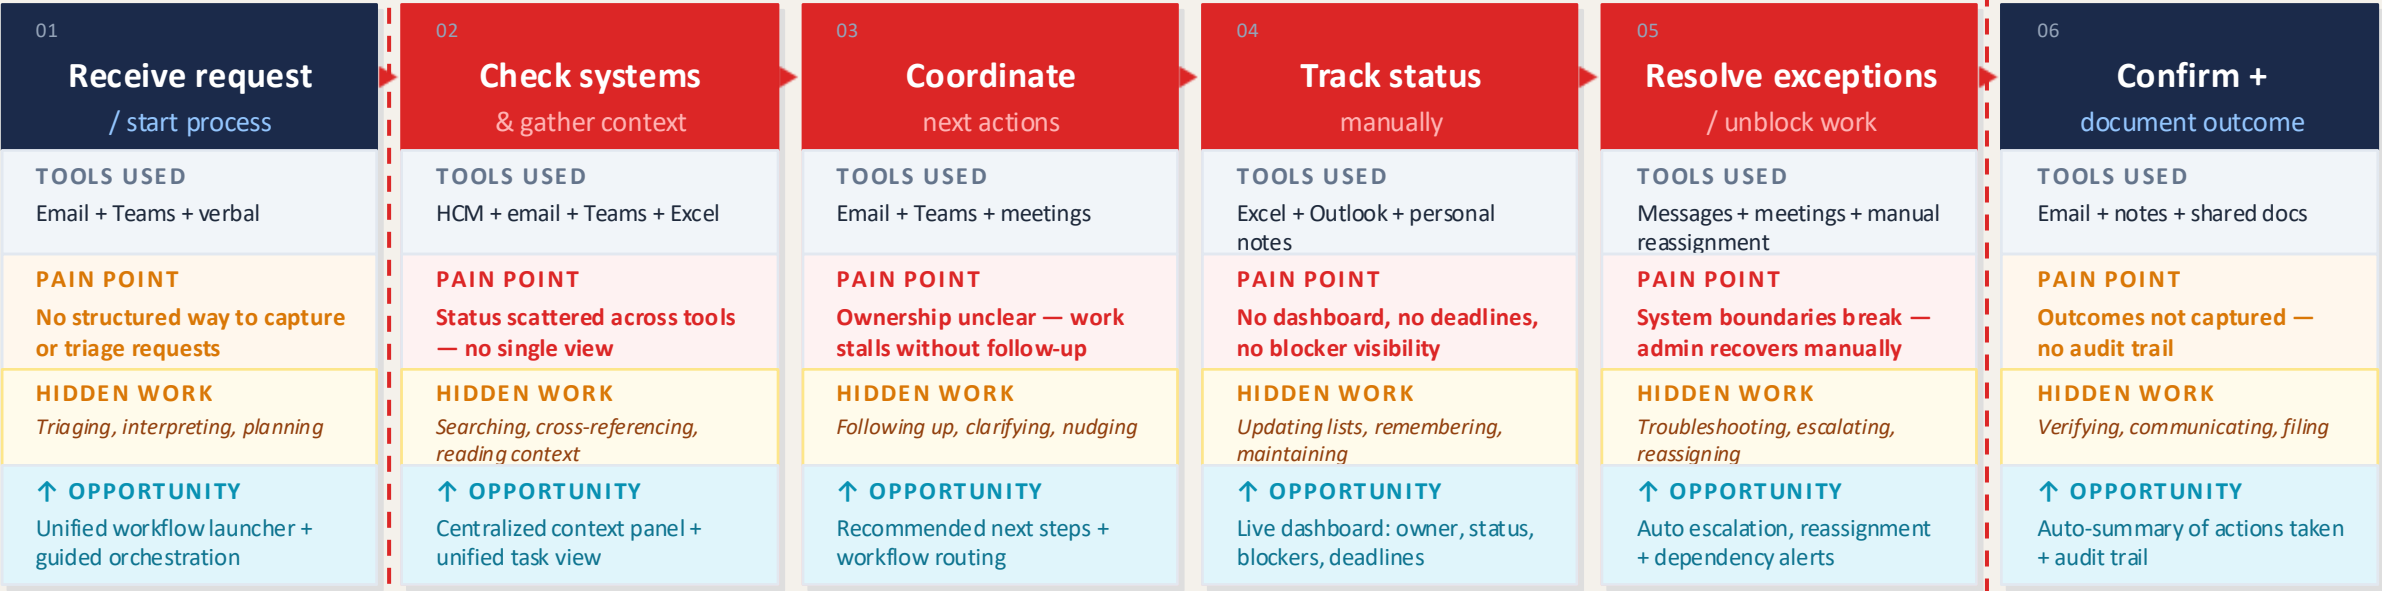 01
Receive request
/ start process
TOOLS USED
Email + Teams + verbal
PAIN POINT
No structured way to capture
or triage requests
HIDDEN WORK
Triaging, interpreting, planning
↑ OPPORTUNITY
Unified workflow launcher +
guided orchestration
02
Check systems
& gather context
TOOLS USED
HCM + email + Teams + Excel
PAIN POINT
Status scattered across tools
— no single view
HIDDEN WORK
Searching, cross-referencing,
reading context
↑ OPPORTUNITY
Centralized context panel +
unified task view
03
Coordinate
next actions
TOOLS USED
Email + Teams + meetings
PAIN POINT
Ownership unclear — work
stalls without follow-up
HIDDEN WORK
Following up, clarifying, nudging
↑ OPPORTUNITY
Recommended next steps +
workflow routing
04
Track status
manually
TOOLS USED
Excel + Outlook + personal
notes
PAIN POINT
No dashboard, no deadlines,
no blocker visibility
HIDDEN WORK
Updating lists, remembering,
maintaining
↑ OPPORTUNITY
Live dashboard: owner, status,
blockers, deadlines
05
Resolve exceptions
/ unblock work
TOOLS USED
Messages + meetings + manual
reassignment
PAIN POINT
System boundaries break —
admin recovers manually
HIDDEN WORK
Troubleshooting, escalating,
reassigning
↑ OPPORTUNITY
Auto escalation, reassignment
+ dependency alerts
06
Confirm +
document outcome
TOOLS USED
Email + notes + shared docs
PAIN POINT
Outcomes not captured —
no audit trail
HIDDEN WORK
Verifying, communicating, filing
↑ OPPORTUNITY
Auto-summary of actions taken
+ audit trail